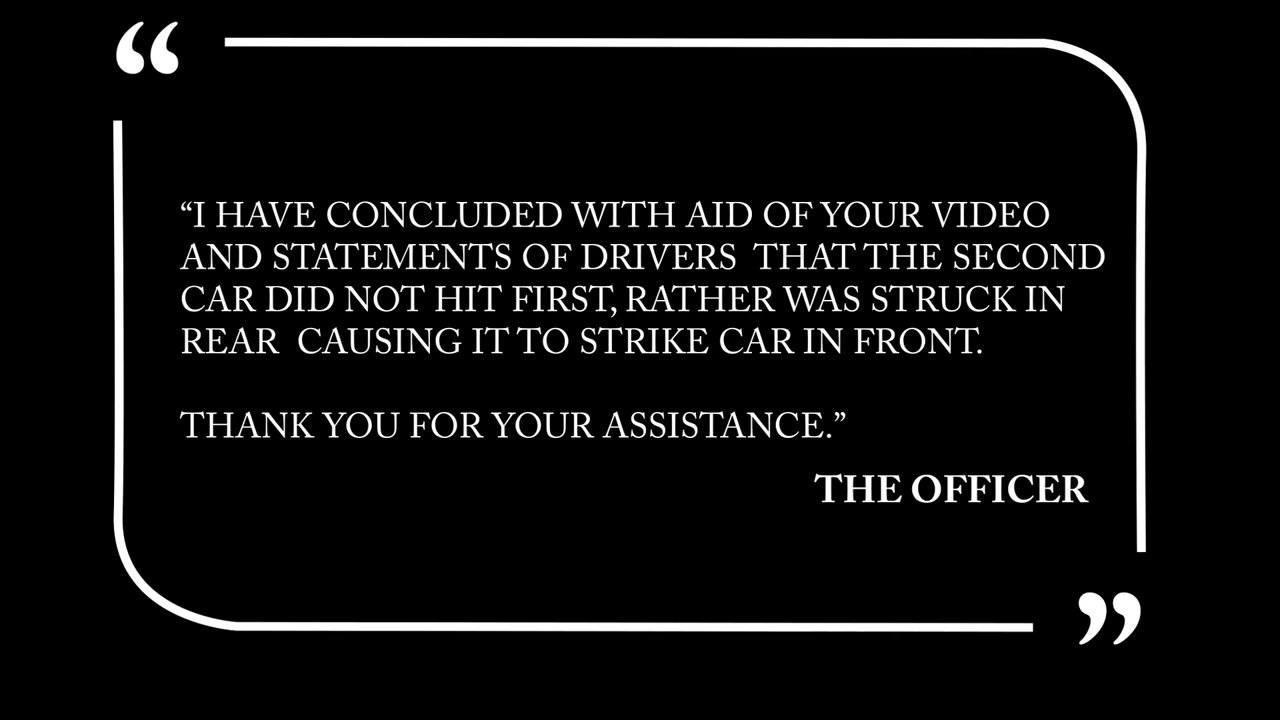 “I HAVE CONCLUDED WITH AID OF YOUR VIDEO
AND STATEMENTS OF DRIVERS  THAT THE SECOND
CAR DID NOT HIT FIRST, RATHER WAS STRUCK IN
REAR  CAUSING IT TO STRIKE CAR IN FRONT.
THANK YOU FOR YOUR ASSISTANCE.”
THE OFFICER